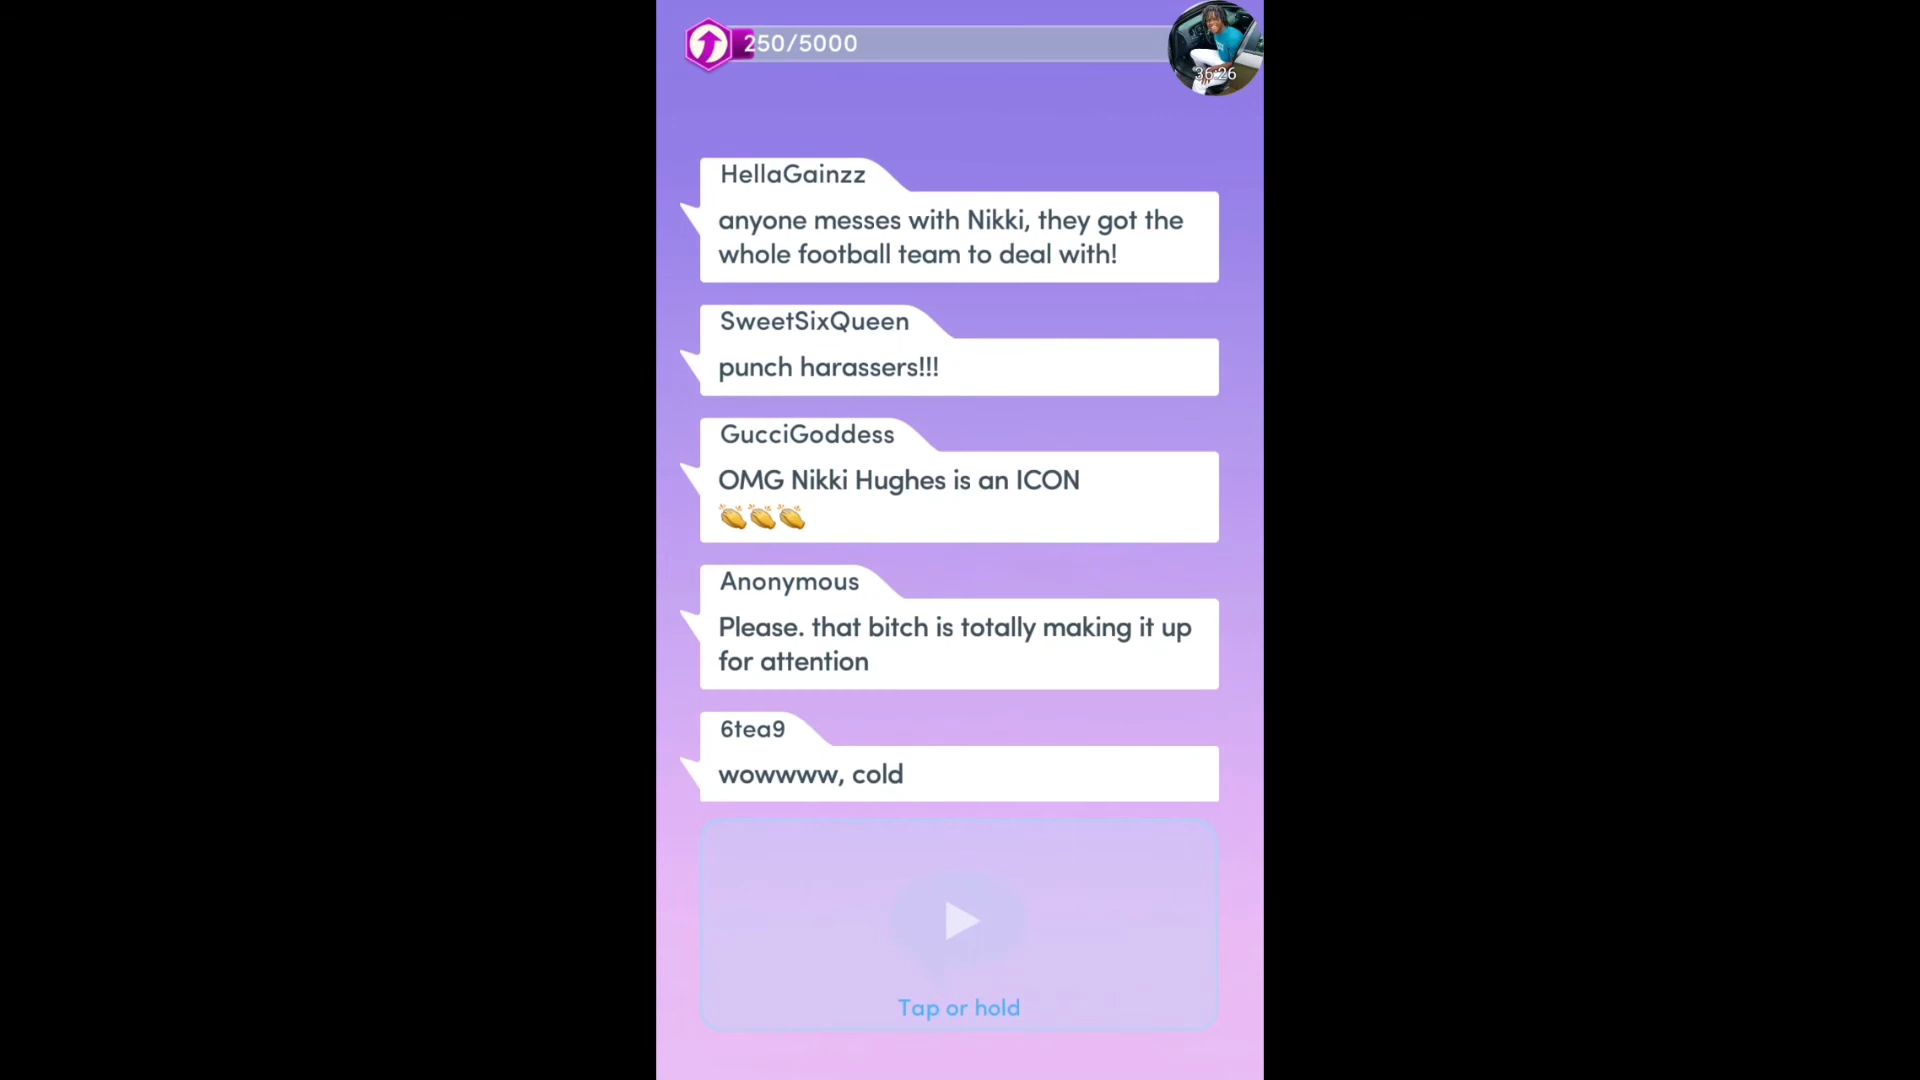 250/5000
36:26
HellaGainzz
anyone messes with Nikki, they got the
whole football team to deal with!
SweetSixQueen
punch harassers!!!
GucciGoddess
OMG Nikki Hughes is an ICON
👏👏👏
Anonymous
Please. that bitch is totally making it up
for attention
6tea9
wowwww, cold
Tap or hold